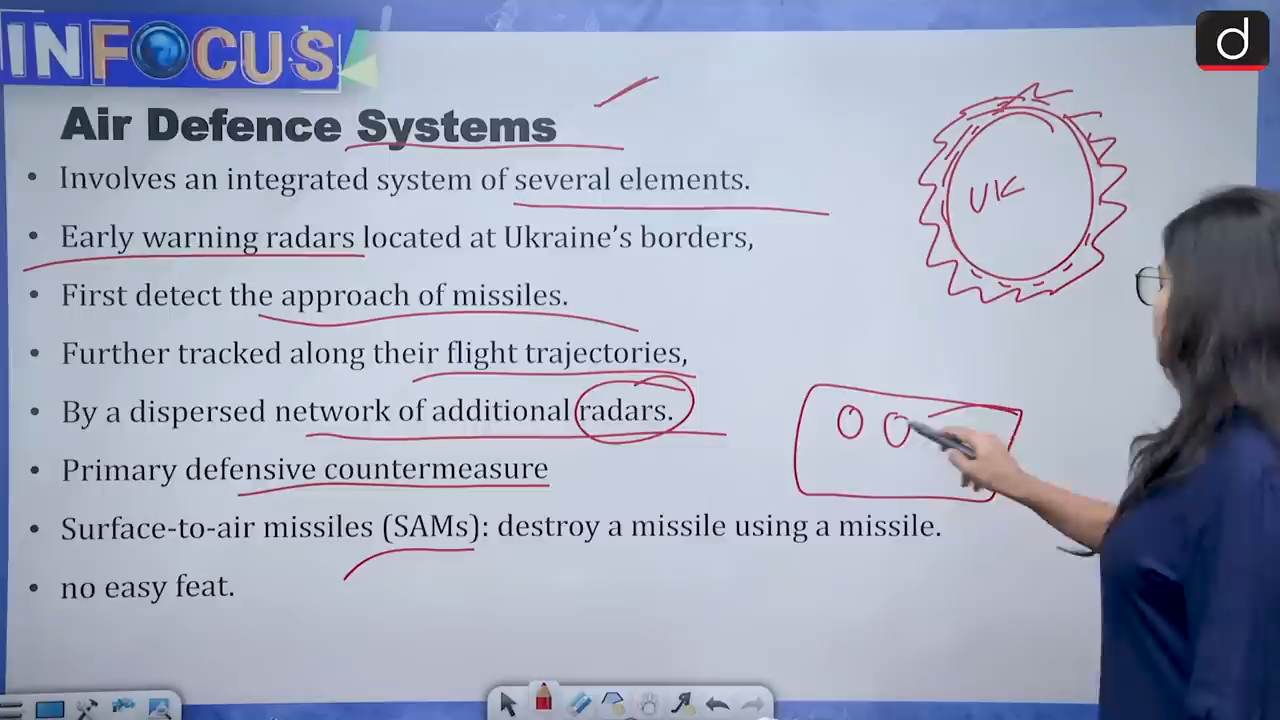 INFOCUS
d
Air Defence Systems
• Involves an integrated system of several elements.
• Early warning radars located at Ukraine's borders,
• First detect the approach of missiles.
• Further tracked along their flight trajectories,
• By a dispersed network of additional radars.
• Primary defensive countermeasure
• Surface-to-air missiles (SAMs): destroy a missile using a missile.
• no easy feat.
UK